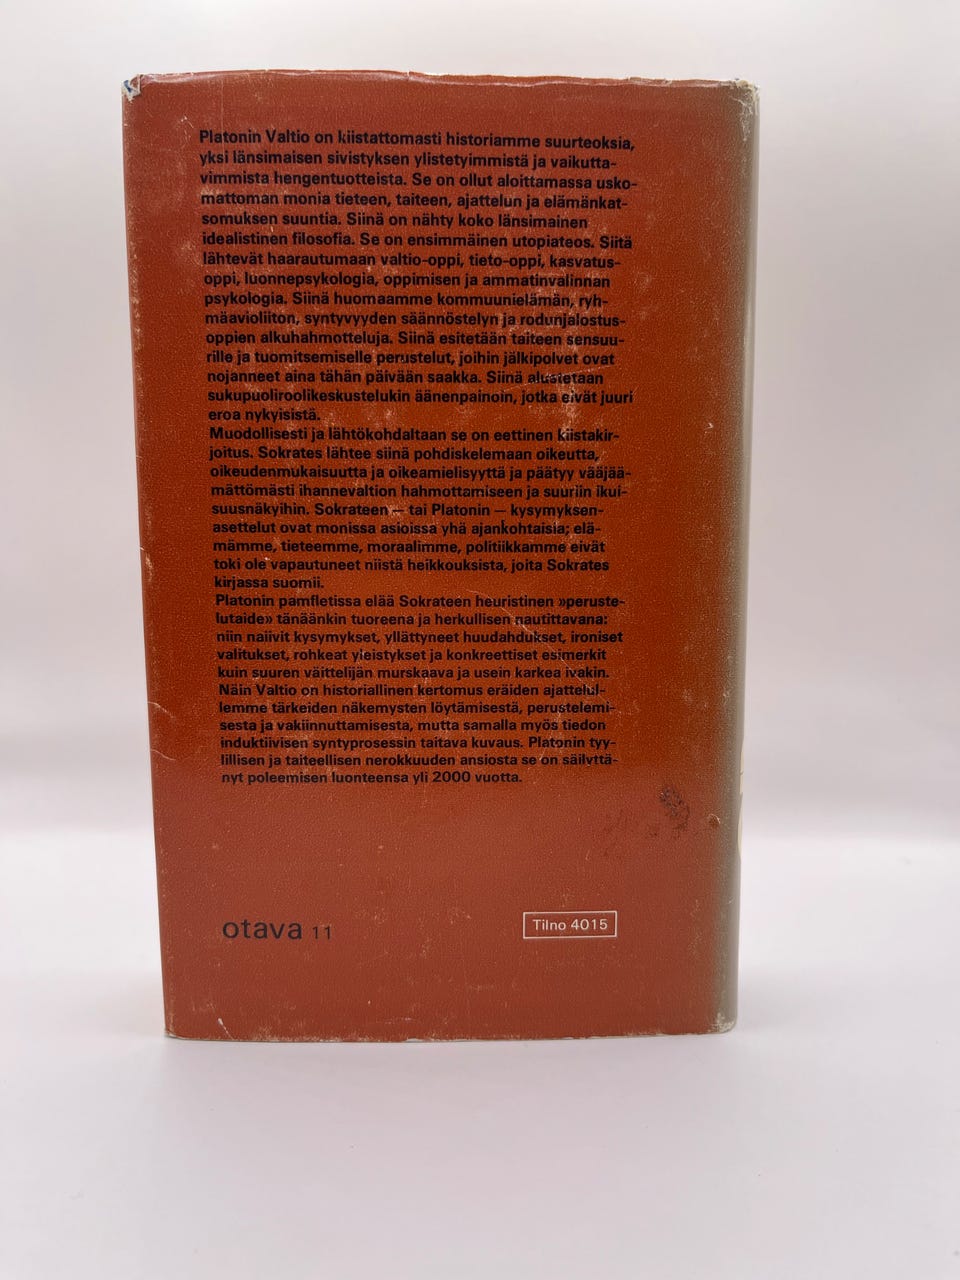 Platonin Valtio on kiistattomasti historiamme suurteoksia,
yksi länsimaisen sivistyksen ylistetyimmistä ja vaikutta-
vimmista hengentuotteista. Se on ollut aloittamassa usko-
mattoman monia tieteen, taiteen, ajattelun ja elämänkat-
somuksen suuntia. Siinä on nähty koko länsimainen
idealistinen filosofia. Se on ensimmäinen utopiateos. Siitä
lähtevät haarautumaan valtio-oppi, tieto-oppi, kasvatus-
oppi, luonnepsykologia, oppimisen ja ammatinvalinnan
psykologia. Siinä huomaamme kommuunielämän, ryh-
mäavioliiton, syntyvyyden säännöstelyn ja rodunjalostus-
oppien alkuhahmotteluja. Siinä esitetään taiteen sensuu-
rille ja tuomitsemiselle perustelut, joihin jälkipolvet ovat
nojanneet aina tähän päivään saakka. Siinä alustetaan
sukupuoliroolikeskustelukin äänenpainoin, jotka eivät juuri
eroa nykyisistä.
Muodollisesti ja lähtökohdaltaan se on eettinen kiistakir-
joitus. Sokrates lähtee siinä pohdiskelemaan oikeutta,
oikeudenmukaisuutta ja oikeamielisyyttä ja päätyy vääjää-
mättömästi ihannevaltion hahmottamiseen ja suuriin ikui-
suusnäkyihin. Sokrateen — tai Platonin — kysymyksen-
asettelut ovat monissa asioissa yhä ajankohtaisia; elä-
mämme, tieteemme, moraalimme, politiikkamme eivät
toki ole vapautuneet niistä heikkouksista, joita Sokrates
kirjassa suomii.
Platonin pamfletissa elää Sokrateen heuristinen »peruste-
lutaide» tänäänkin tuoreena ja herkullisen nautittavana:
niin naiivit kysymykset, yllättyneet huudahdukset, ironiset
valitukset, rohkeat yleistykset ja konkreettiset esimerkit
kuin suuren väittelijän murskaava ja usein karkea ivakin.
Näin Valtio on historiallinen kertomus eräiden ajattelul-
lemme tärkeiden näkemysten löytämisestä, perustelemi-
sesta ja vakiinnuttamisesta, mutta samalla myös tiedon
induktiivisen syntyprosessin taitava kuvaus. Platonin tyy-
lillisen ja taiteellisen nerokkuuden ansiosta se on säilyttä-
nyt poleemisen luonteensa yli 2000 vuotta.
otava 11
Tilno 4015